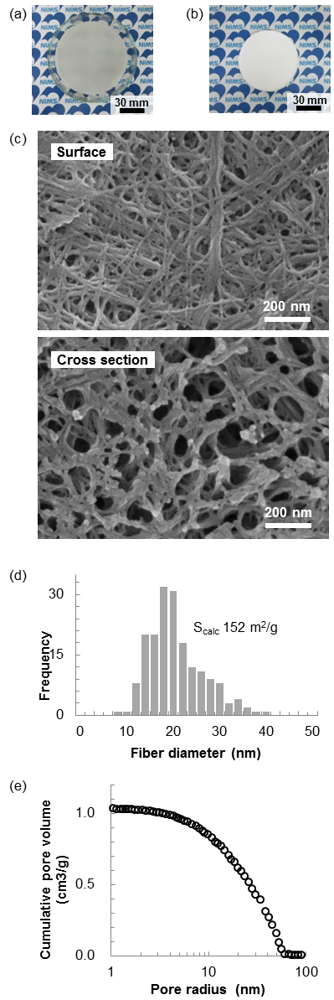 (a)
NIMS
30 mm
(b)
NIMS
30 mm
(c)
Surface
200 nm
Cross section
200 nm
(d)
Frequency
30
15
0
S_calc 152 m²/g
0 10 20 30 40 50
Fiber diameter (nm)
(e)
Cumulative pore volume
(cm3/g)
1.0
0.5
0.0
1 10 100
Pore radius (nm)